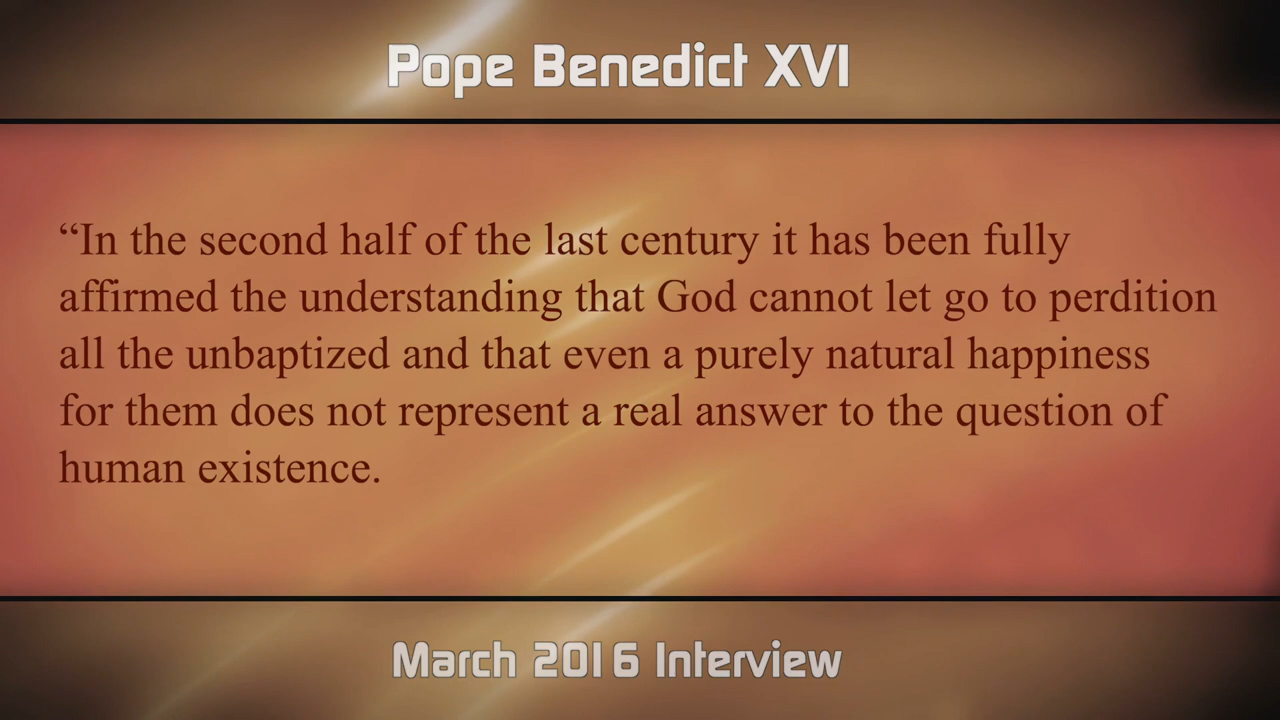 Pope Benedict XVI
“In the second half of the last century it has been fully
affirmed the understanding that God cannot let go to perdition
all the unbaptized and that even a purely natural happiness
for them does not represent a real answer to the question of
human existence.
March 2016 Interview